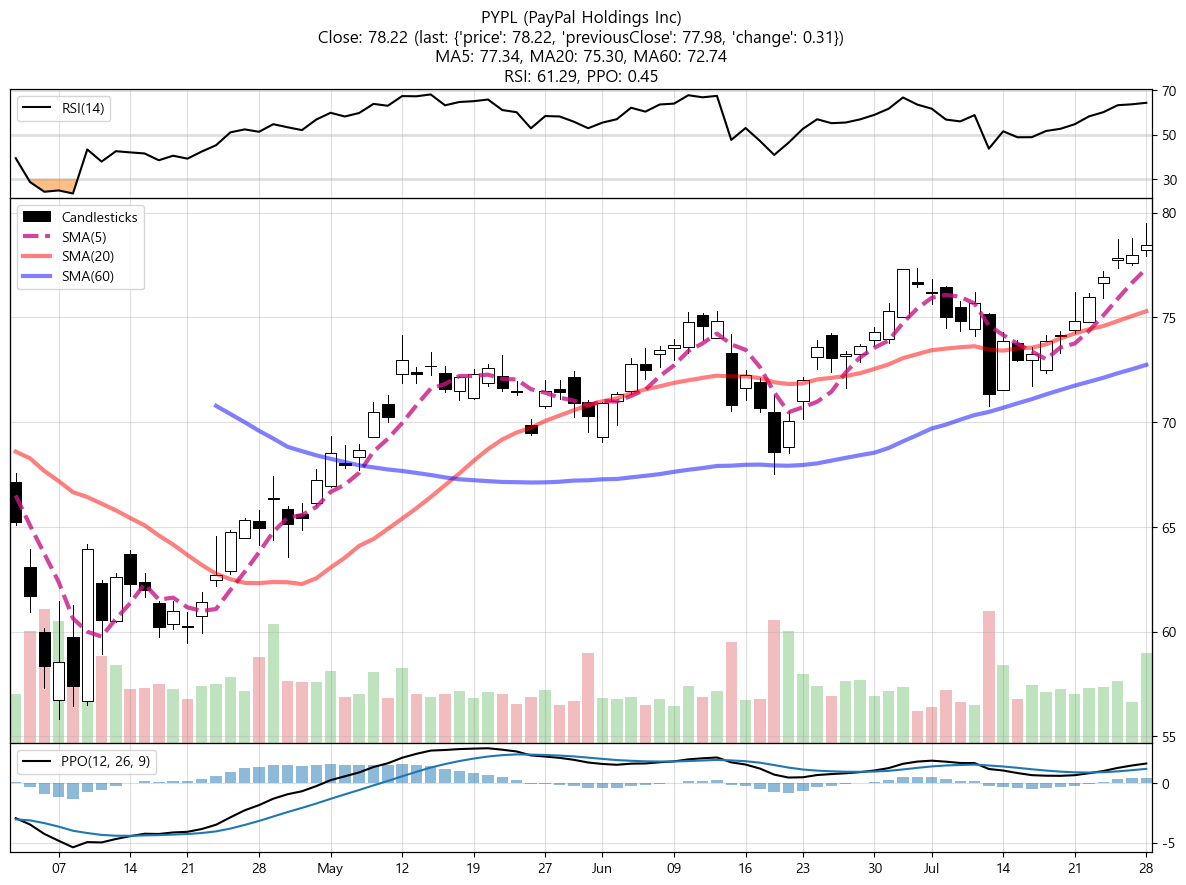 PYPL (PayPal Holdings Inc)
Close: 78.22 (last: {'price': 78.22, 'previousClose': 77.98, 'change': 0.31})
MA5: 77.34, MA20: 75.30, MA60: 72.74
RSI: 61.29, PPO: 0.45
RSI(14)
70
50
30
Candlesticks
SMA(5)
SMA(20)
SMA(60)
80
75
70
65
60
55
PPO(12, 26, 9)
0
-5
07 14 21 28 May 12 19 27 Jun 09 16 23 30 Jul 14 21 28